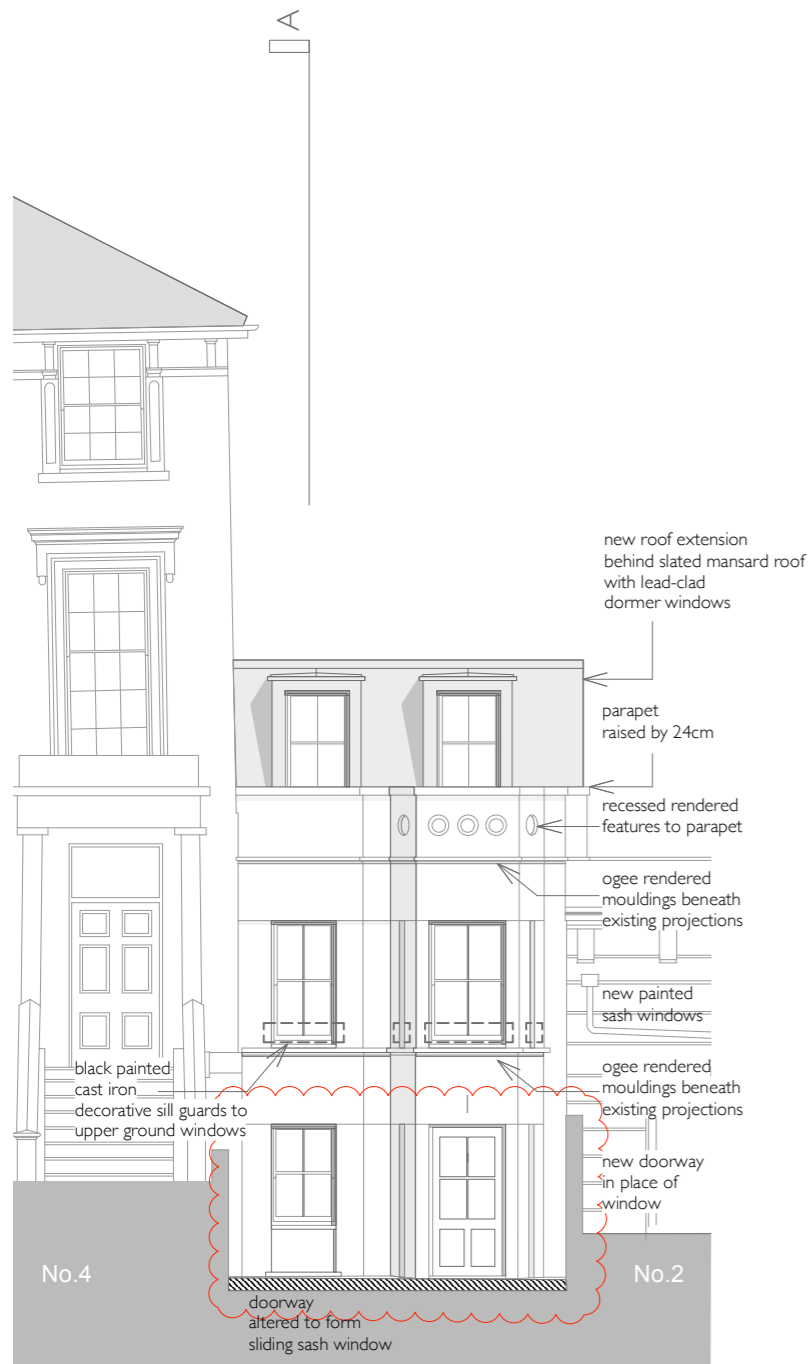 A
new roof extension
behind slated mansard roof
with lead-clad
dormer windows
parapet
raised by 24cm
recessed rendered
features to parapet
ogee rendered
mouldings beneath
existing projections
new painted
sash windows
black painted
cast iron
decorative sill guards to
upper ground windows
ogee rendered
mouldings beneath
existing projections
new doorway
in place of
window
No.4
No.2
doorway
altered to form
sliding sash window